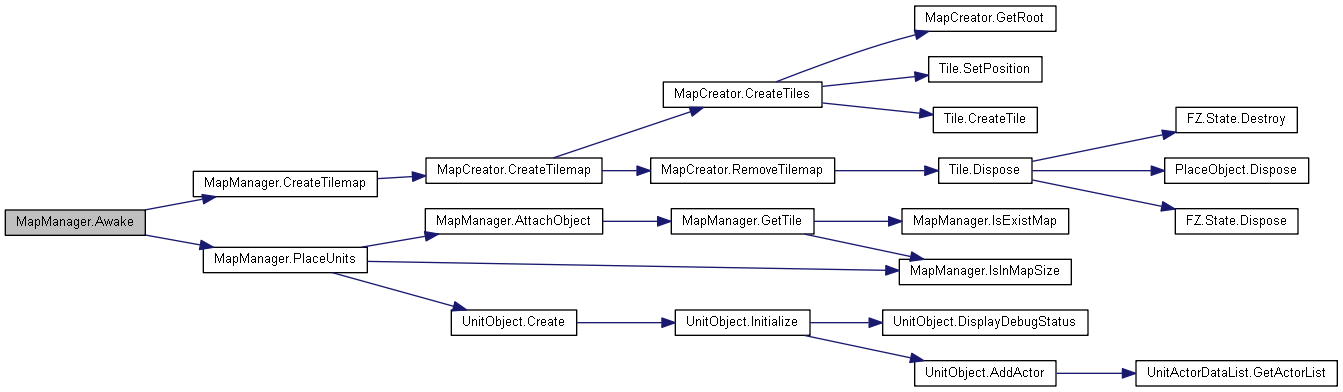 MapCreator.GetRoot
Tile.SetPosition
MapCreator.CreateTiles
Tile.CreateTile
FZ.State.Destroy
MapCreator.CreateTilemap
MapCreator.RemoveTilemap
Tile.Dispose
PlaceObject.Dispose
MapManager.CreateTilemap
MapManager.Awake
MapManager.AttachObject
MapManager.GetTile
MapManager.IsExistMap
FZ.State.Dispose
MapManager.PlaceUnits
MapManager.IsInMapSize
UnitObject.Create
UnitObject.Initialize
UnitObject.DisplayDebugStatus
UnitObject.AddActor
UnitActorDataList.GetActorList